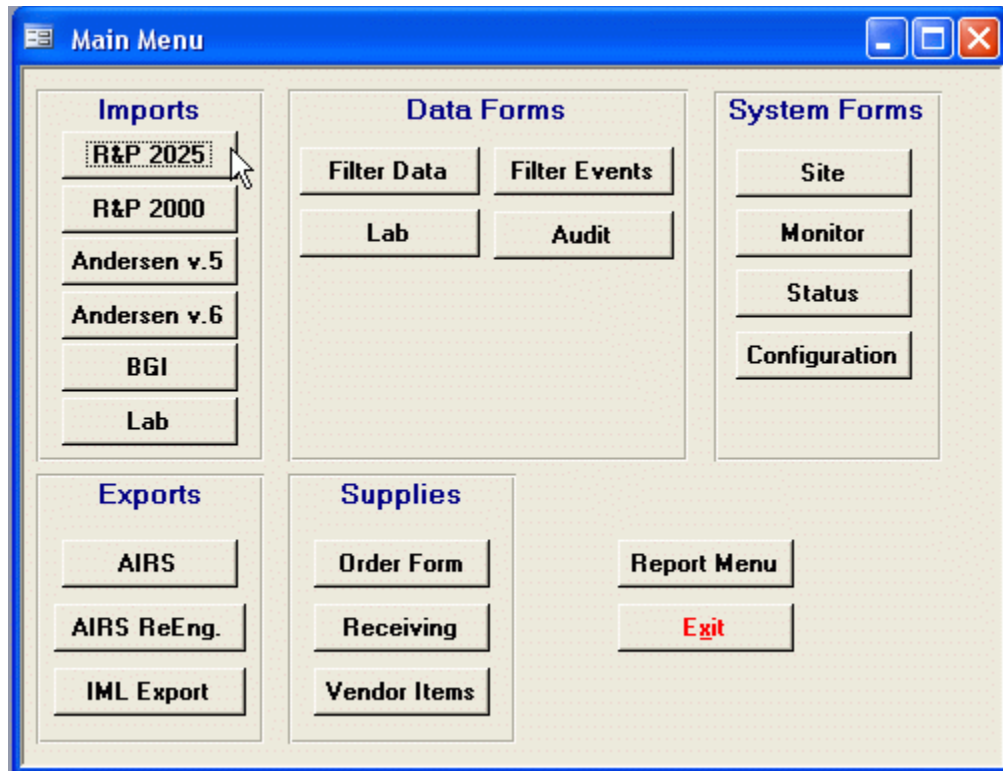 Main Menu
Imports
R&P 2025
R&P 2000
Andersen v.5
Andersen v.6
BGI
Lab
Data Forms
Filter Data
Filter Events
Lab
Audit
System Forms
Site
Monitor
Status
Configuration
Exports
AIRS
AIRS ReEng.
IML Export
Supplies
Order Form
Receiving
Vendor Items
Report Menu
Exit